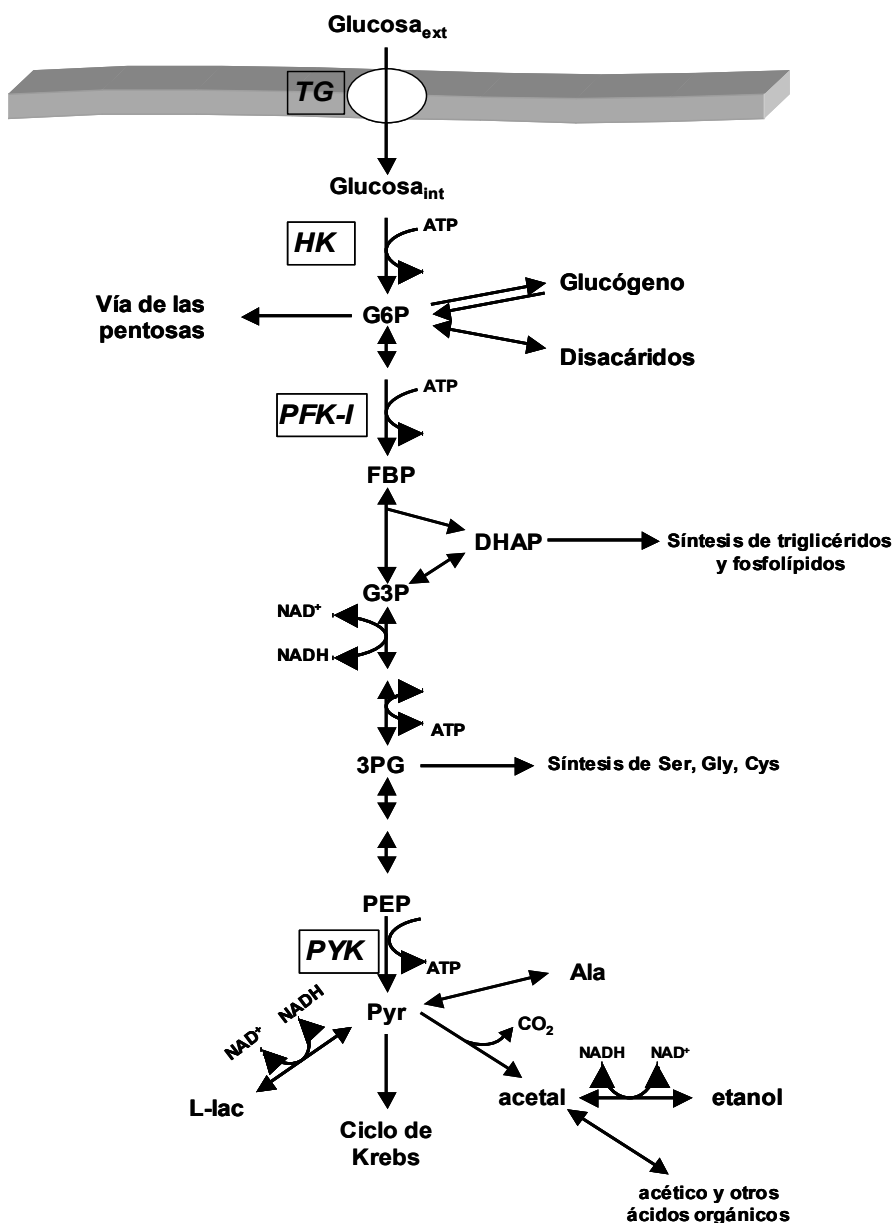 Glucosa_ext
TG
Glucosa_int
HK
ATP
Vía de las
pentosas
G6P
Glucógeno
Disacáridos
PFK-I
ATP
FBP
DHAP
Síntesis de triglicéridos
y fosfolípidos
G3P
NAD⁺
NADH
ATP
3PG
Síntesis de Ser, Gly, Cys
PEP
PYK
ATP
Ala
Pyr
NAD⁺
NADH
CO₂
NADH
NAD⁺
L-lac
acetal
etanol
Ciclo de
Krebs
acético y otros
ácidos orgánicos